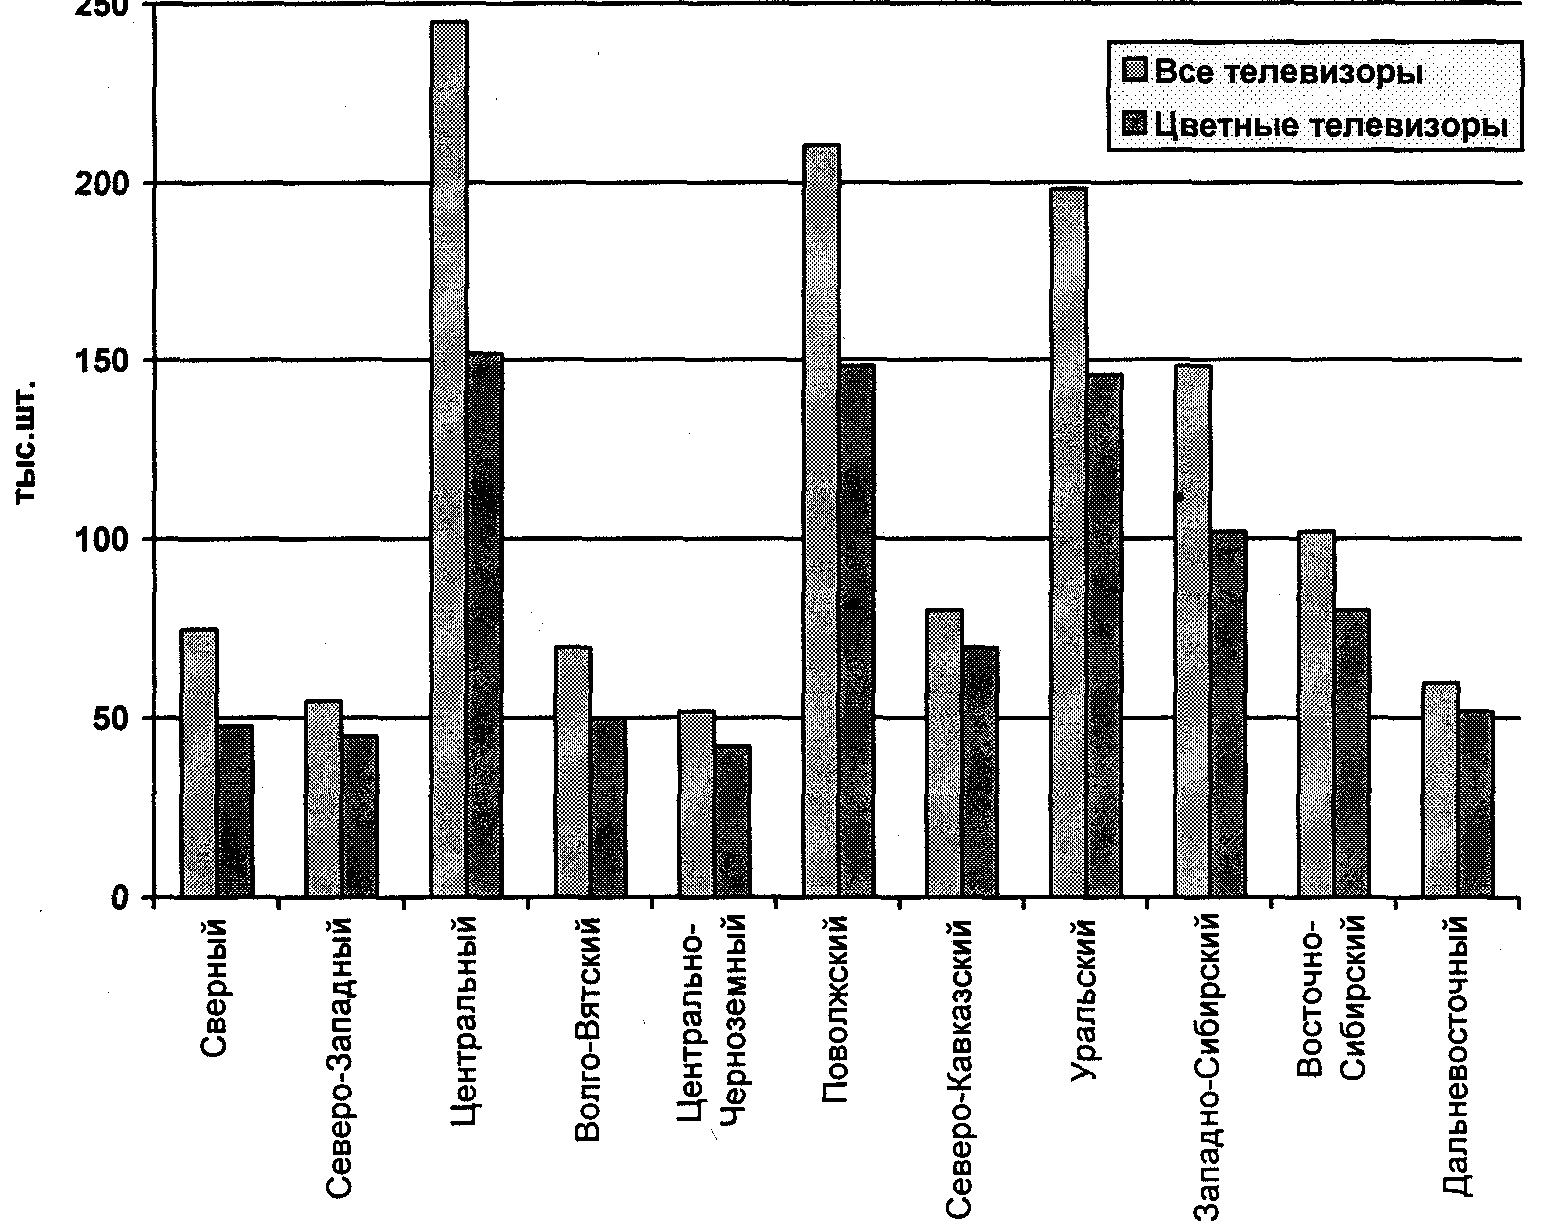 250
200
150
100
50
0
тыс.шт.
Все телевизоры
Цветные телевизоры
Сверный
Северо-Западный
Центральный
Волго-Вятский
Центрально-
Черноземный
Поволжский
Северо-Кавказский
Уральский
Западно-Сибирский
Восточно-
Сибирский
Дальневосточный